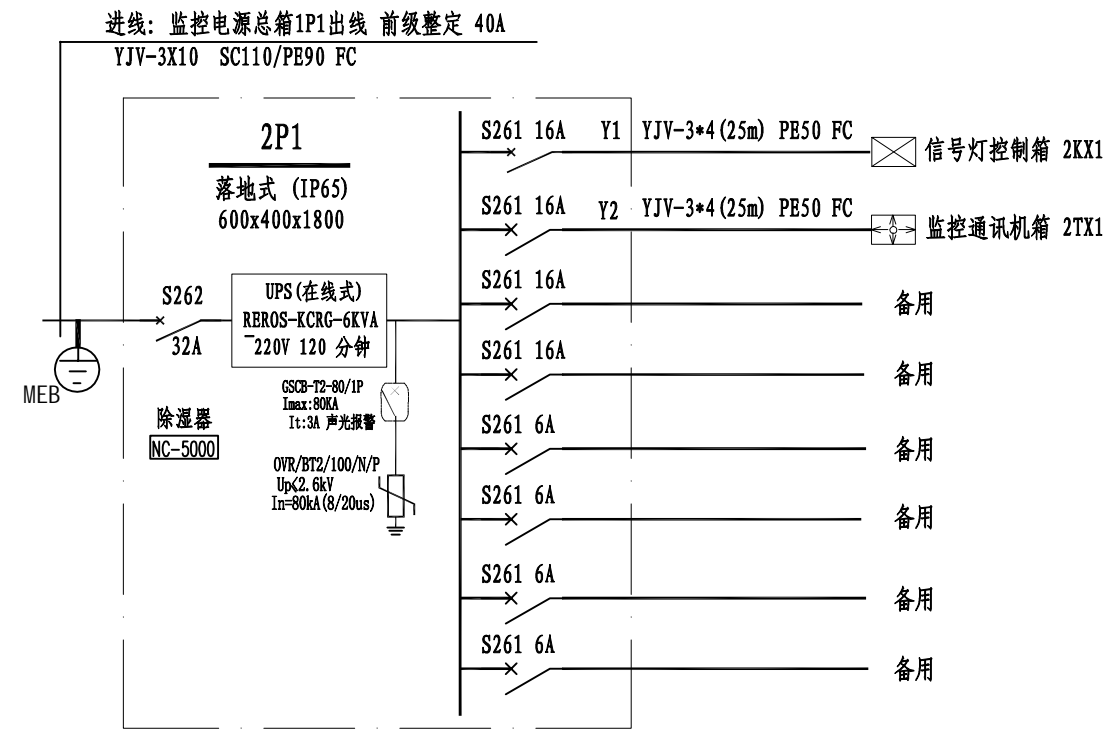 进线: 监控电源总箱1P1出线 前级整定 40A
YJV-3X10 SC110/PE90 FC
2P1
落地式 (IP65)
600x400x1800
S262
32A
UPS(在线式)
REROS-KCRG-6KVA
~220V 120 分钟
MEB
除湿器
NC-5000
GSCB-T2-80/1P
Imax:80KA
It:3A 声光报警
OVR/BT2/100/N/P
Up≤2.6kV
In=80kA(8/20us)
S261 16A Y1 YJV-3*4(25m) PE50 FC
信号灯控制箱 2KX1
S261 16A Y2 YJV-3*4(25m) PE50 FC
监控通讯机箱 2TX1
S261 16A
备用
S261 16A
备用
S261 6A
备用
S261 6A
备用
S261 6A
备用
S261 6A
备用